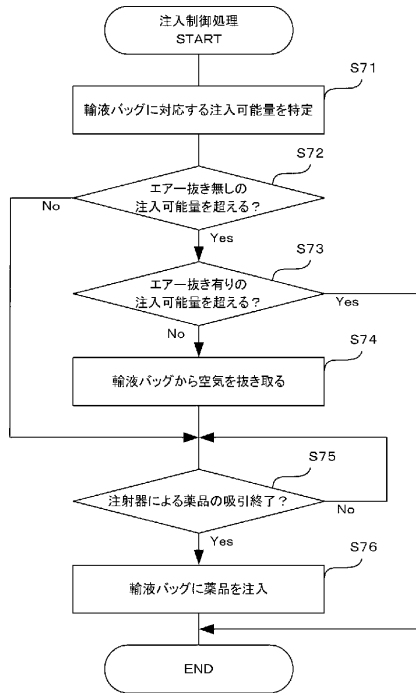 注入制御処理
START
S71
輸液バッグに対応する注入可能量を特定
S72
エアー抜き無しの
注入可能量を超える？
No
Yes
S73
エアー抜き有りの
注入可能量を超える？
Yes
No
S74
輸液バッグから空気を抜き取る
S75
注射器による薬品の吸引終了？
No
Yes
S76
輸液バッグに薬品を注入
END